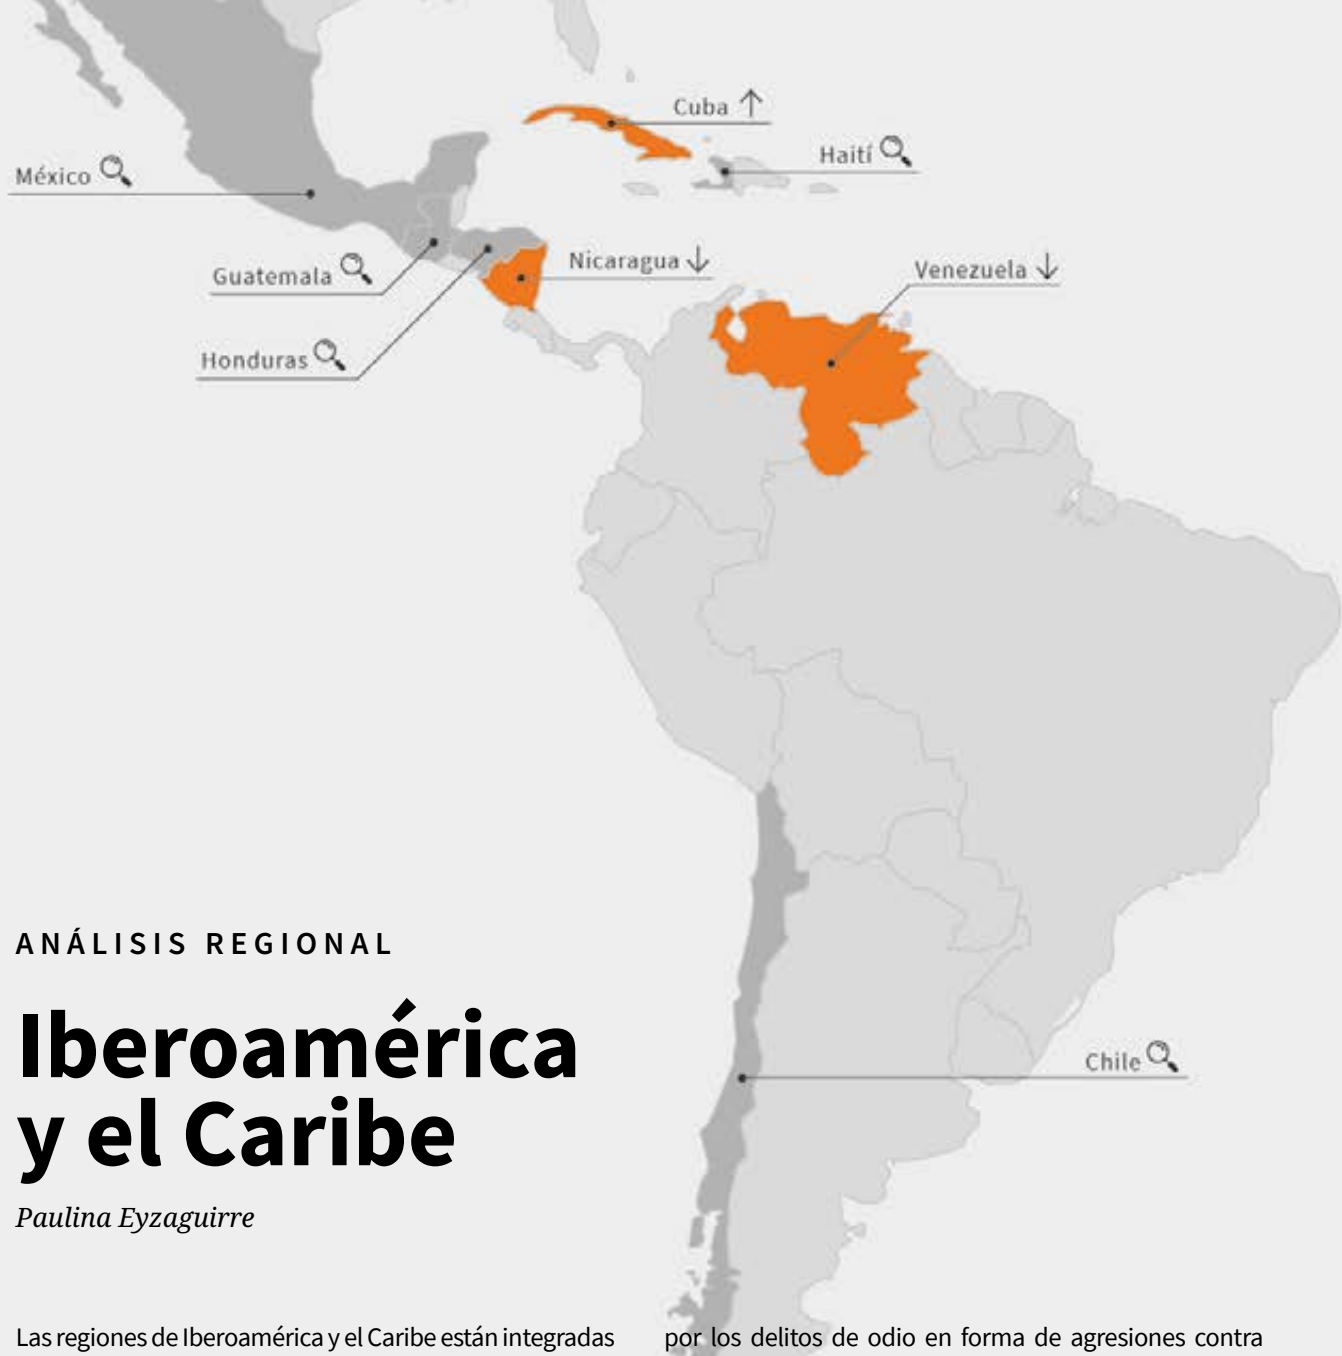 Cuba
Haití
México
Nicaragua
Venezuela
Guatemala
Honduras
ANÁLISIS REGIONAL
Iberoamérica
y el Caribe
Paulina Eyzaguirre
Chile
Las regiones de Iberoamérica y el Caribe están integradas
por los delitos de odio en forma de agresiones contra